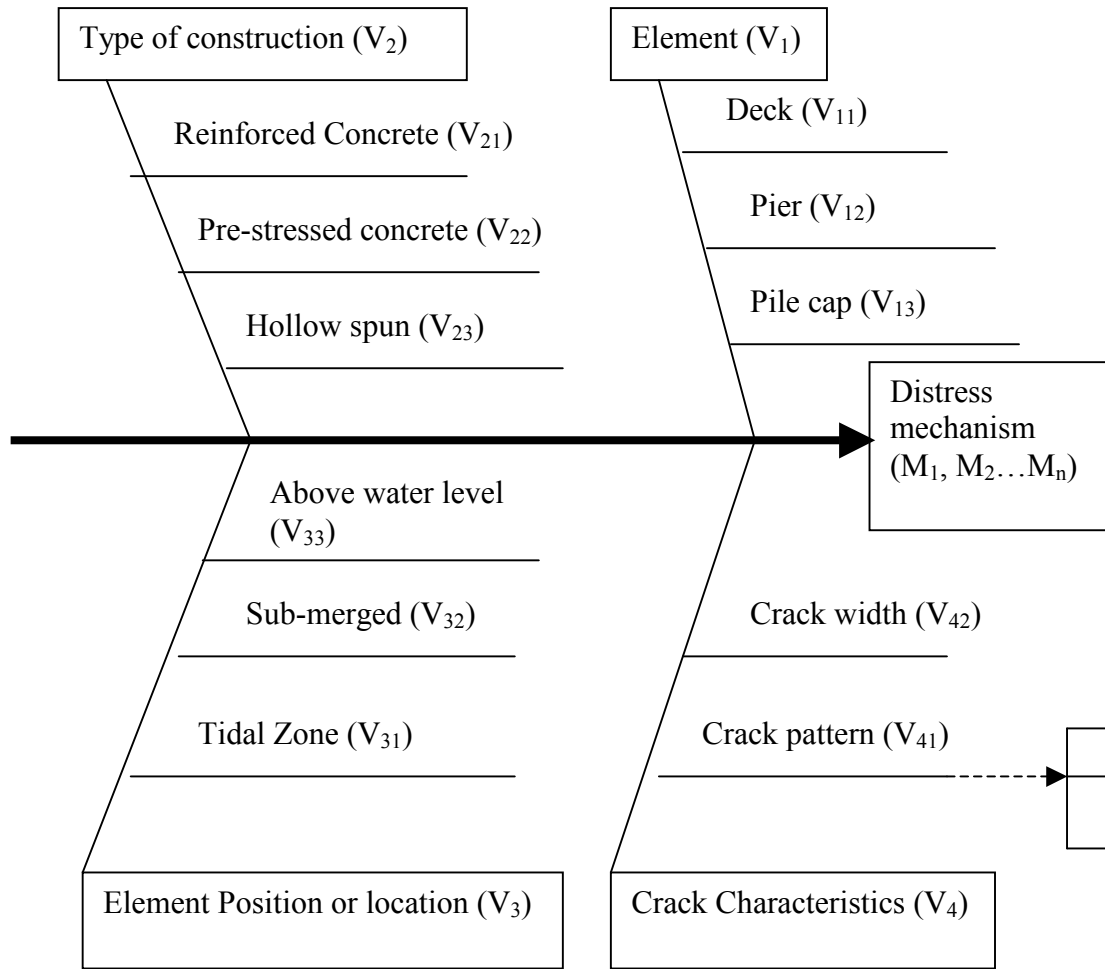 Type of construction (V₂)
Element (V₁)
Deck (V₁₁)
Reinforced Concrete (V₂₁)
Pier (V₁₂)
Pre-stressed concrete (V₂₂)
Pile cap (V₁₃)
Hollow spun (V₂₃)
Distress
mechanism
(M₁, M₂…Mₙ)
Above water level
(V₃₃)
Sub-merged (V₃₂)
Crack width (V₄₂)
Tidal Zone (V₃₁)
Crack pattern (V₄₁)
Element Position or location (V₃)
Crack Characteristics (V₄)